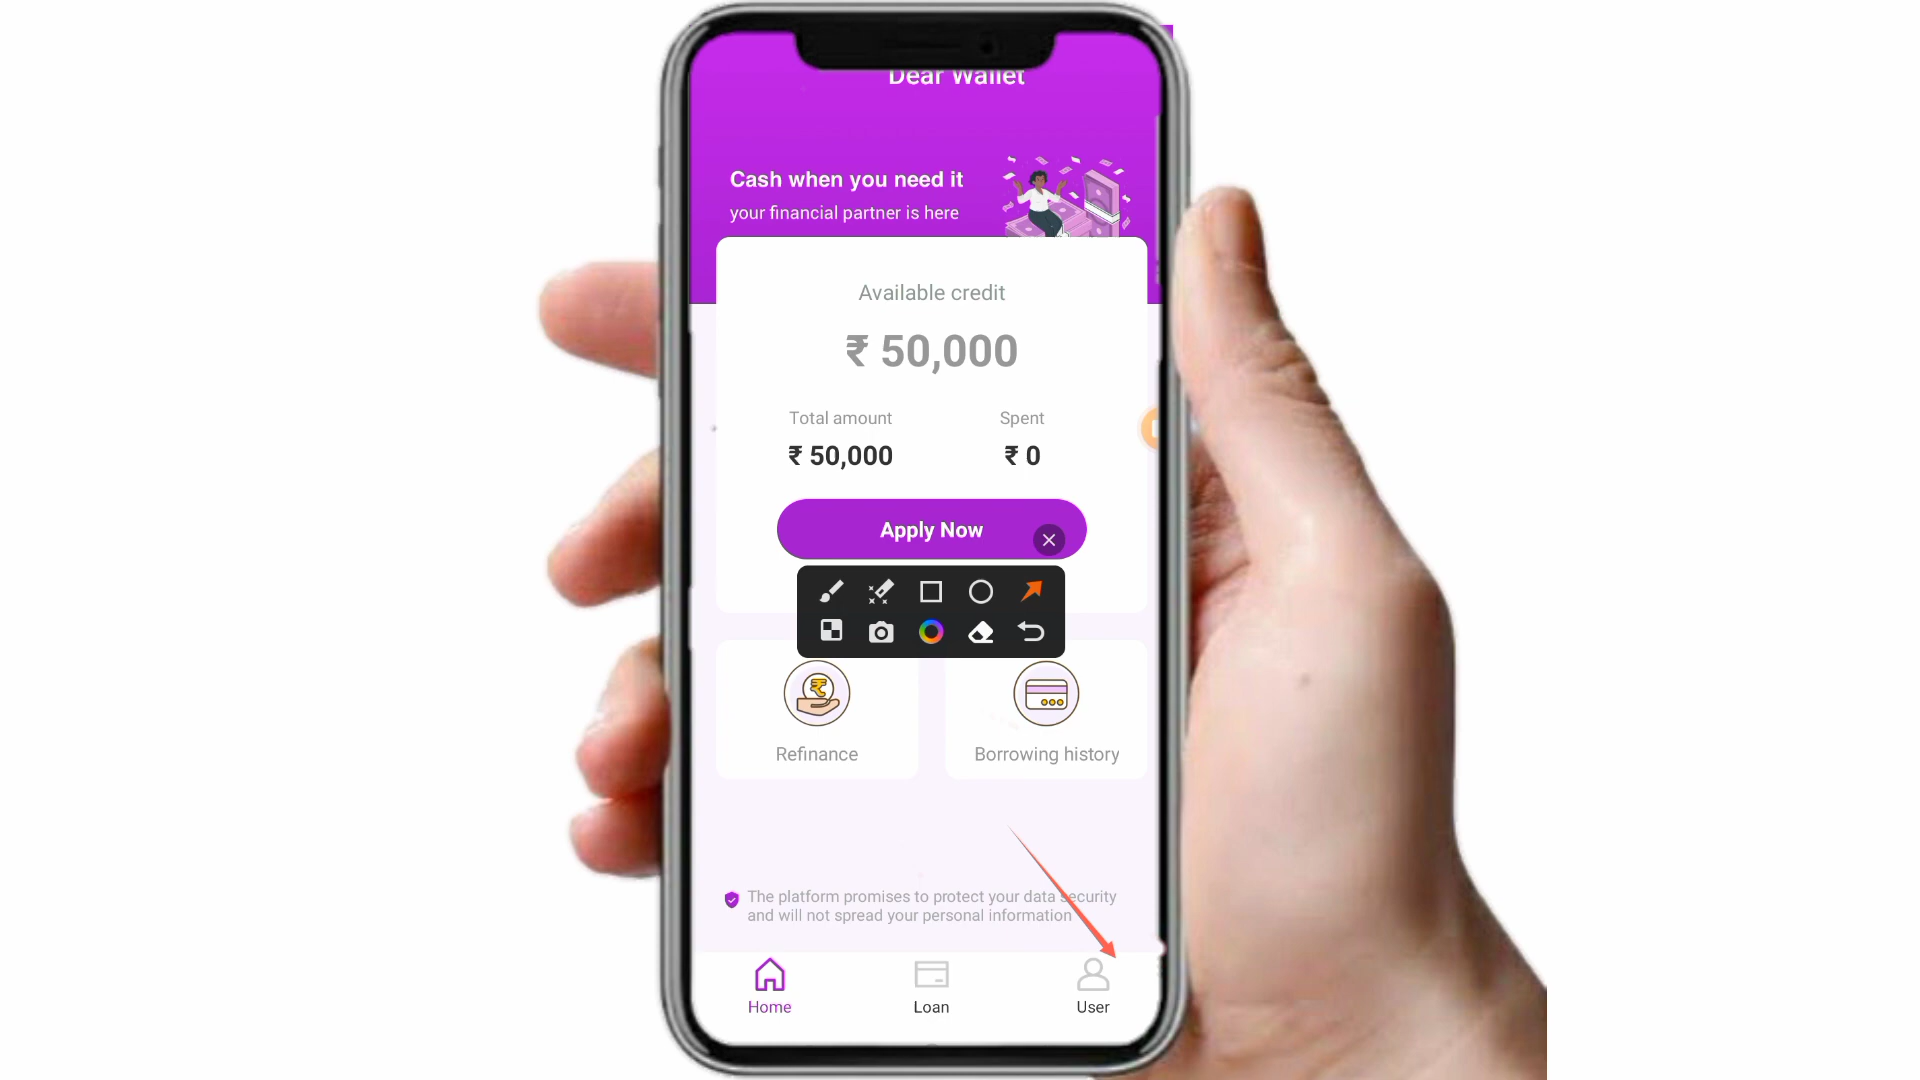 Dear Wallet
Cash when you need it
your financial partner is here
Available credit
₹ 50,000
Total amount
Spent
₹ 50,000
₹ 0
Apply Now
Refinance
Borrowing history
The platform promises to protect your data security
and will not spread your personal information
Home
Loan
User